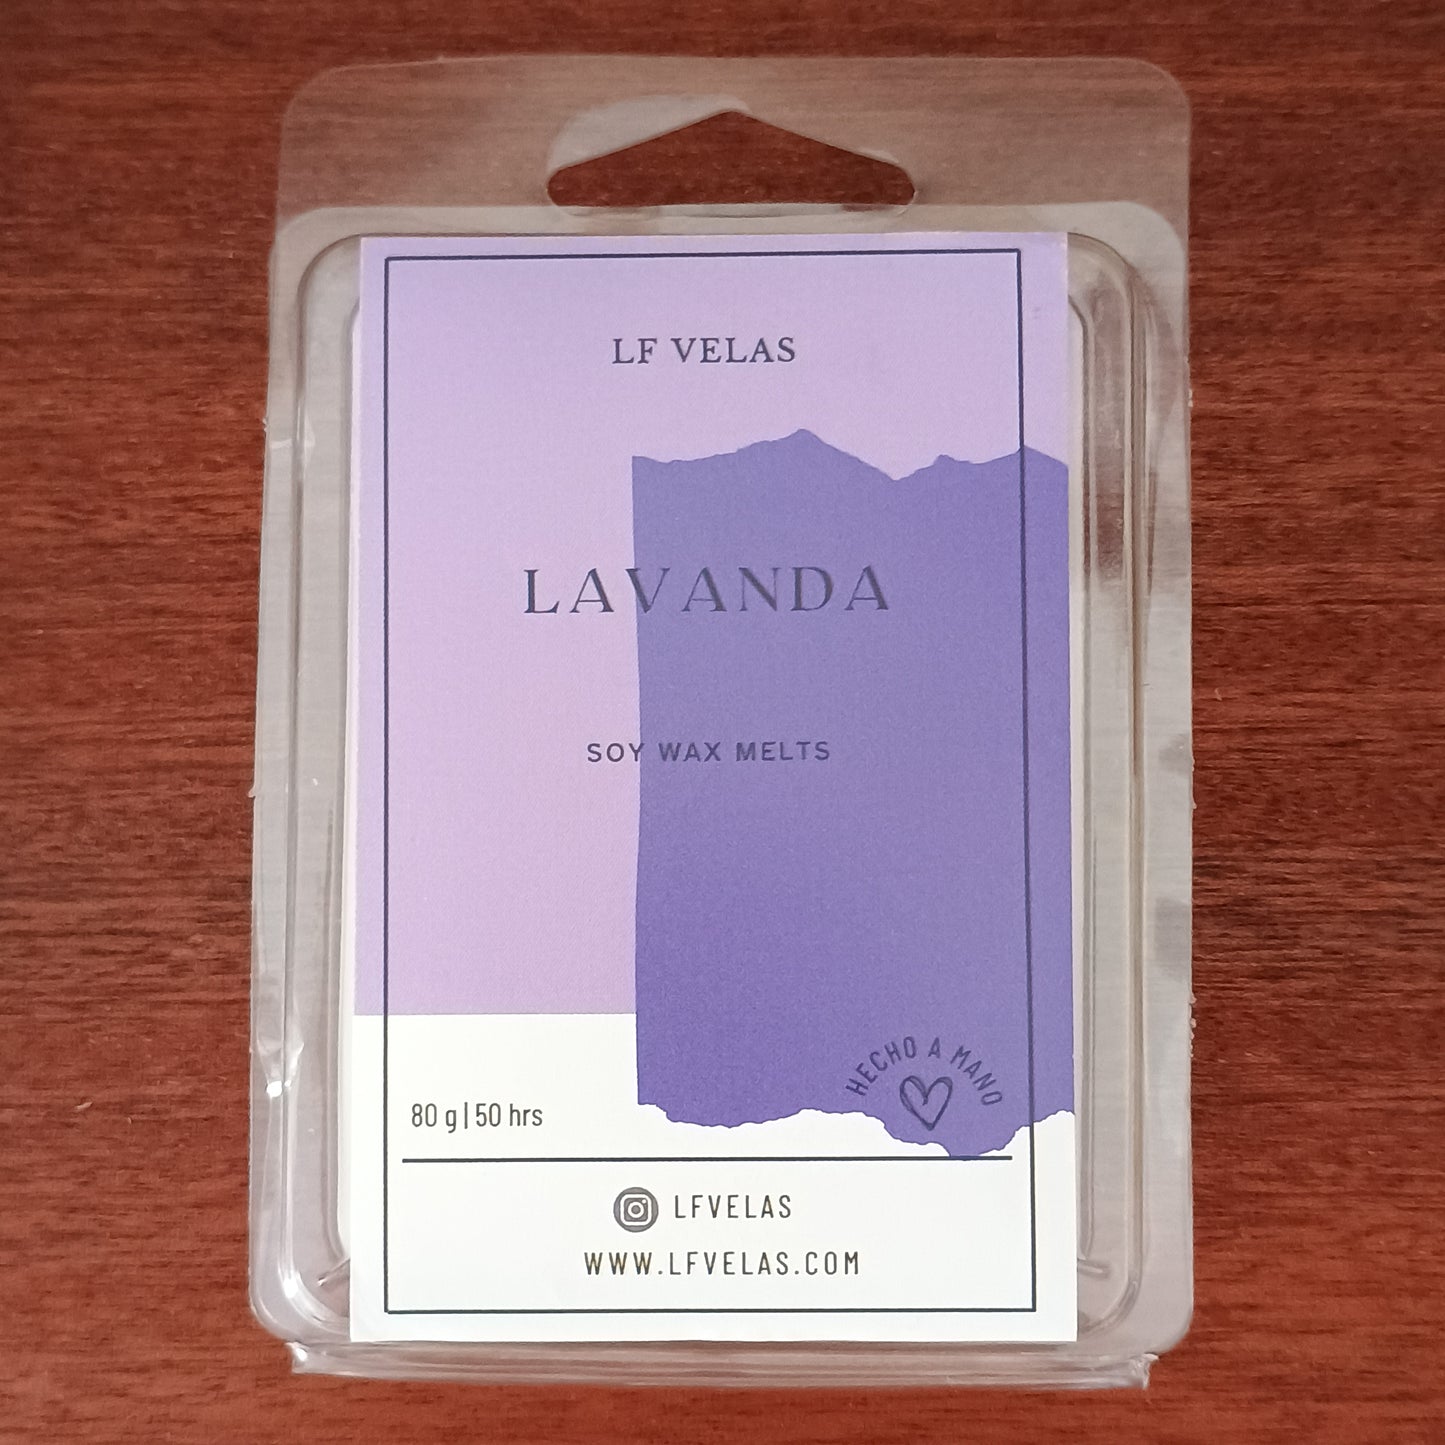 LF VELAS
LAVANDA
SOY WAX MELTS
HECHO A MANO
80 g | 50 hrs
LFVELAS
WWW.LFVELAS.COM